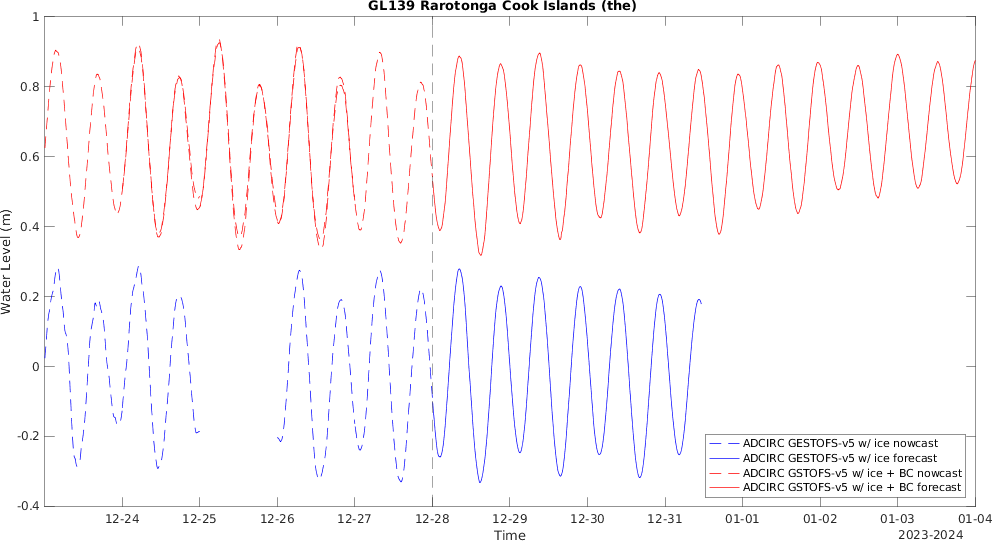 GL139 Rarotonga Cook Islands (the)
1
0.8
0.6
0.4
0.2
0
-0.2
-0.4
Water Level (m)
ADCIRC GESTOFS-v5 w/ ice nowcast
ADCIRC GESTOFS-v5 w/ ice forecast
ADCIRC GSTOFS-v5 w/ ice + BC nowcast
ADCIRC GSTOFS-v5 w/ ice + BC forecast
12-24 12-25 12-26 12-27 12-28 12-29 12-30 12-31 01-01 01-02 01-03 01-04
Time
2023-2024